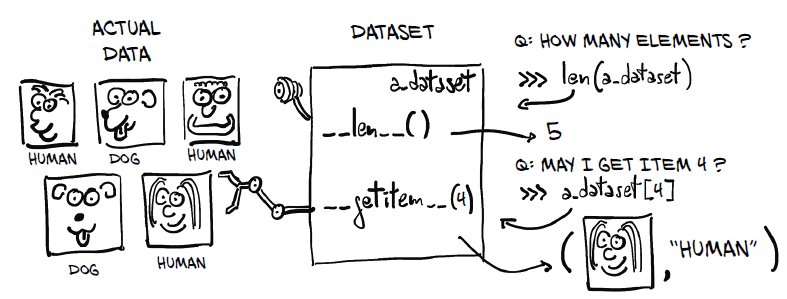 ACTUAL
DATA
HUMAN
DOG
HUMAN
DOG
HUMAN
DATASET
a_dataset
__len__()
__getitem__(4)
Q: HOW MANY ELEMENTS ?
>>> len(a_dataset)
5
Q: MAY I GET ITEM 4 ?
>>> a_dataset[4]
( , "HUMAN" )